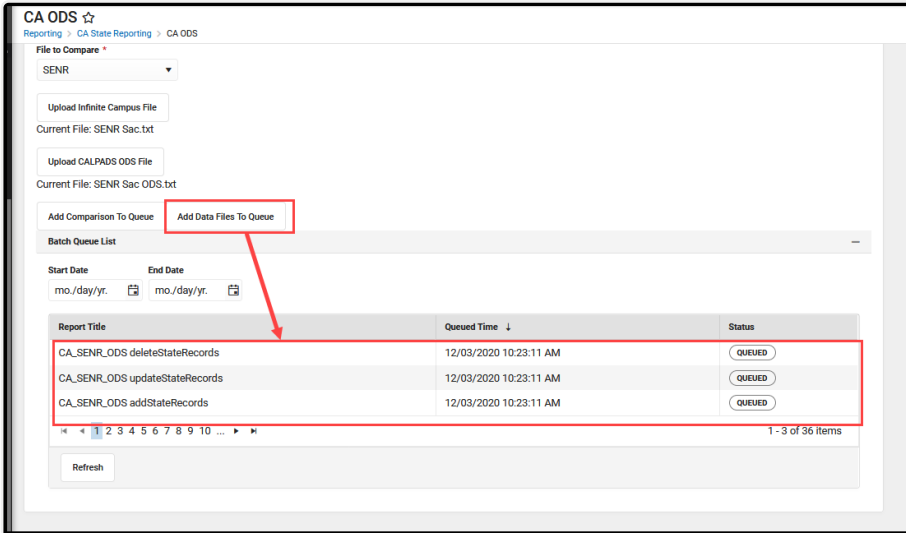 CA ODS ☆
Reporting > CA State Reporting > CA ODS
File to Compare *
SENR
Upload Infinite Campus File
Current File: SENR Sac.txt
Upload CALPADS ODS File
Current File: SENR Sac ODS.txt
Add Comparison To Queue Add Data Files To Queue
Batch Queue List
Start Date End Date
mo./day/yr. mo./day/yr.
Report Title Queued Time ↓ Status
CA_SENR_ODS deleteStateRecords 12/03/2020 10:23:11 AM QUEUED
CA_SENR_ODS updateStateRecords 12/03/2020 10:23:11 AM QUEUED
CA_SENR_ODS addStateRecords 12/03/2020 10:23:11 AM QUEUED
1 2 3 4 5 6 7 8 9 10 ... 1 - 3 of 36 items
Refresh